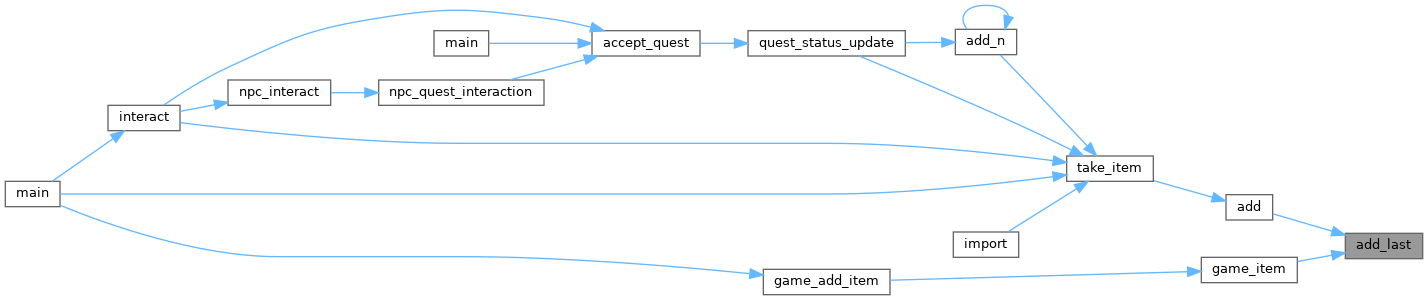 main
accept_quest
quest_status_update
add_n
npc_interact
npc_quest_interaction
interact
take_item
main
add
import
add_last
game_item
game_add_item